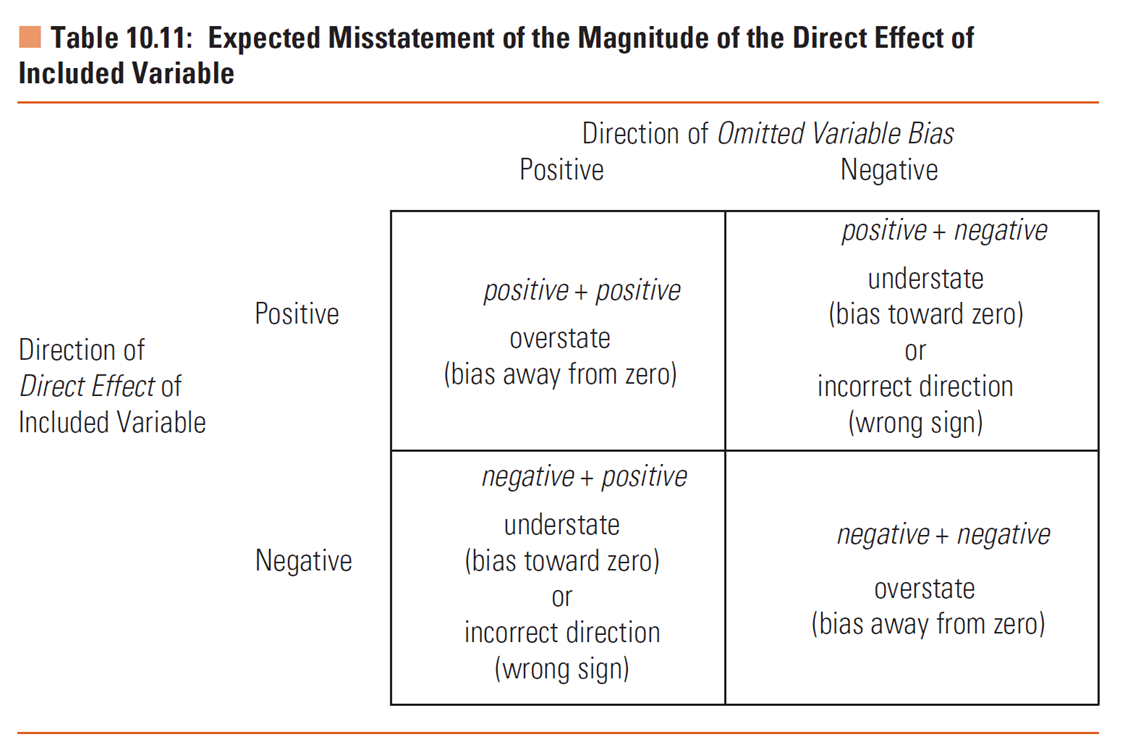 Table 10.11: Expected Misstatement of the Magnitude of the Direct Effect of
Included Variable
Direction of Omitted Variable Bias
Positive
Negative
Direction of
Direct Effect of
Included Variable
Positive
positive + positive
overstate
(bias away from zero)
positive + negative
understate
(bias toward zero)
or
incorrect direction
(wrong sign)
Negative
negative + positive
understate
(bias toward zero)
or
incorrect direction
(wrong sign)
negative + negative
overstate
(bias away from zero)